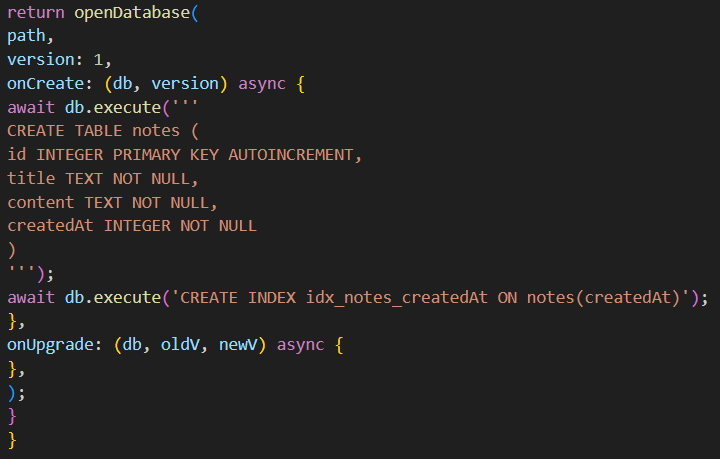 return openDatabase(
path,
version: 1,
onCreate: (db, version) async {
await db.execute('''
CREATE TABLE notes (
id INTEGER PRIMARY KEY AUTOINCREMENT,
title TEXT NOT NULL,
content TEXT NOT NULL,
createdAt INTEGER NOT NULL
)
''');
await db.execute('CREATE INDEX idx_notes_createdAt ON notes(createdAt)');
},
onUpgrade: (db, oldV, newV) async {
},
);
}
}